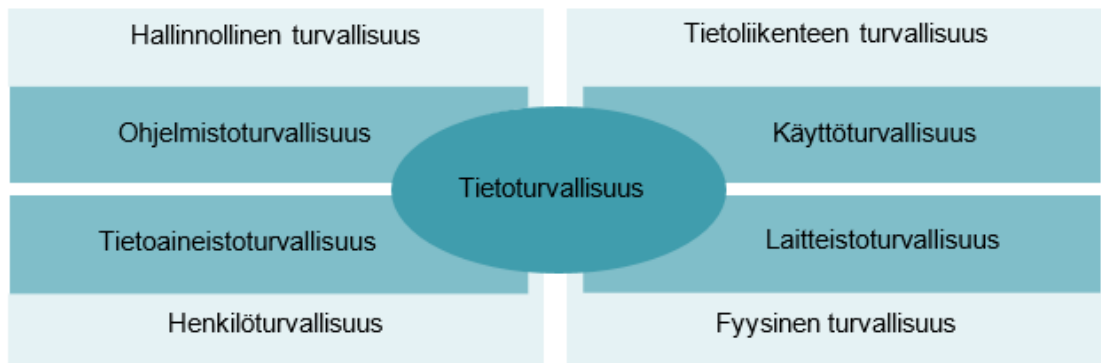 Hallinnollinen turvallisuus
Tietoliikenteen turvallisuus
Ohjelmistoturvallisuus
Käyttöturvallisuus
Tietoturvallisuus
Tietoaineistoturvallisuus
Laitteistoturvallisuus
Henkilöturvallisuus
Fyysinen turvallisuus